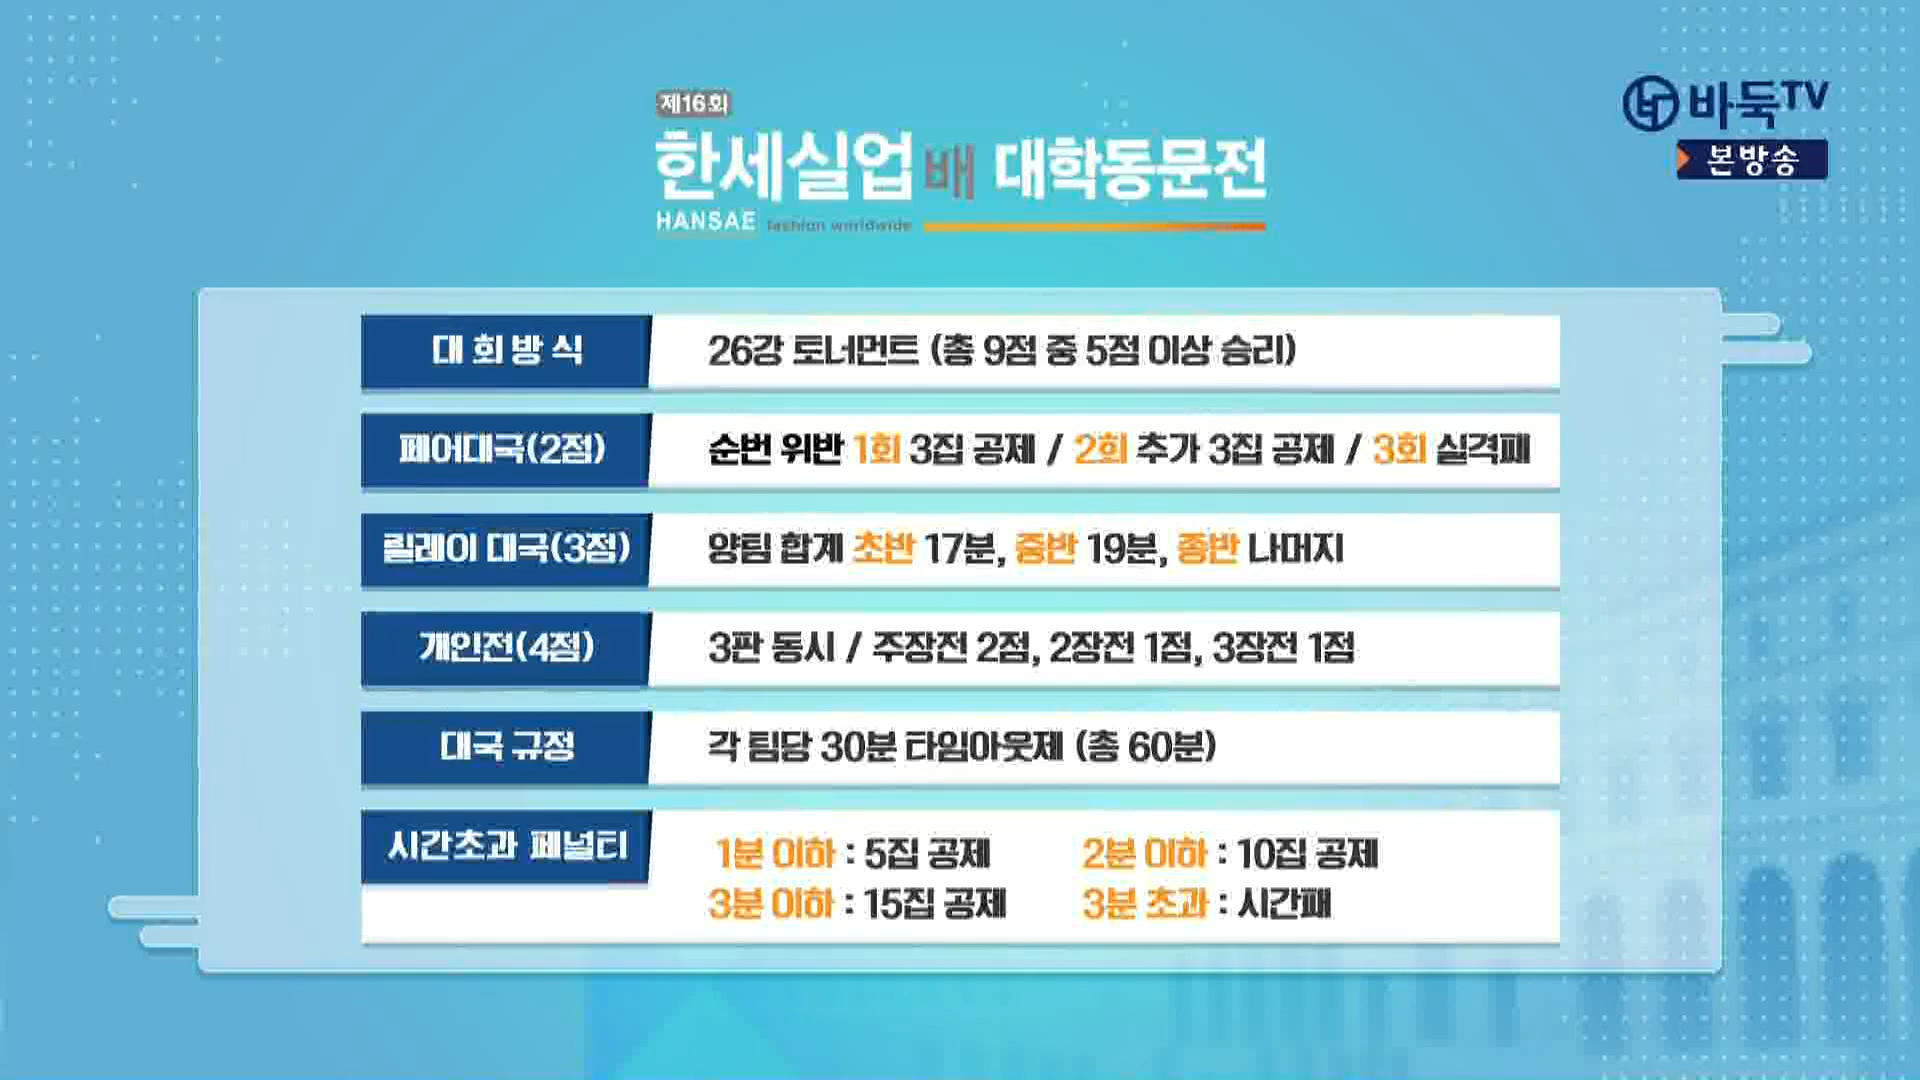 제16회
한세실업배 대학동문전
HANSAE fashion worldwide
바둑TV
본방송
대회방식 26강 토너먼트 (총 9점 중 5점 이상 승리)
페어대국(2점) 순번 위반 1회 3집 공제 / 2회 추가 3집 공제 / 3회 실격패
릴레이 대국(3점) 양팀 합계 초반 17분, 중반 19분, 종반 나머지
개인전(4점) 3판 동시 / 주장전 2점, 2장전 1점, 3장전 1점
대국 규정 각 팀당 30분 타임아웃제 (총 60분)
시간초과 페널티 1분 이하 : 5집 공제 2분 이하 : 10집 공제
3분 이하 : 15집 공제 3분 초과 : 시간패